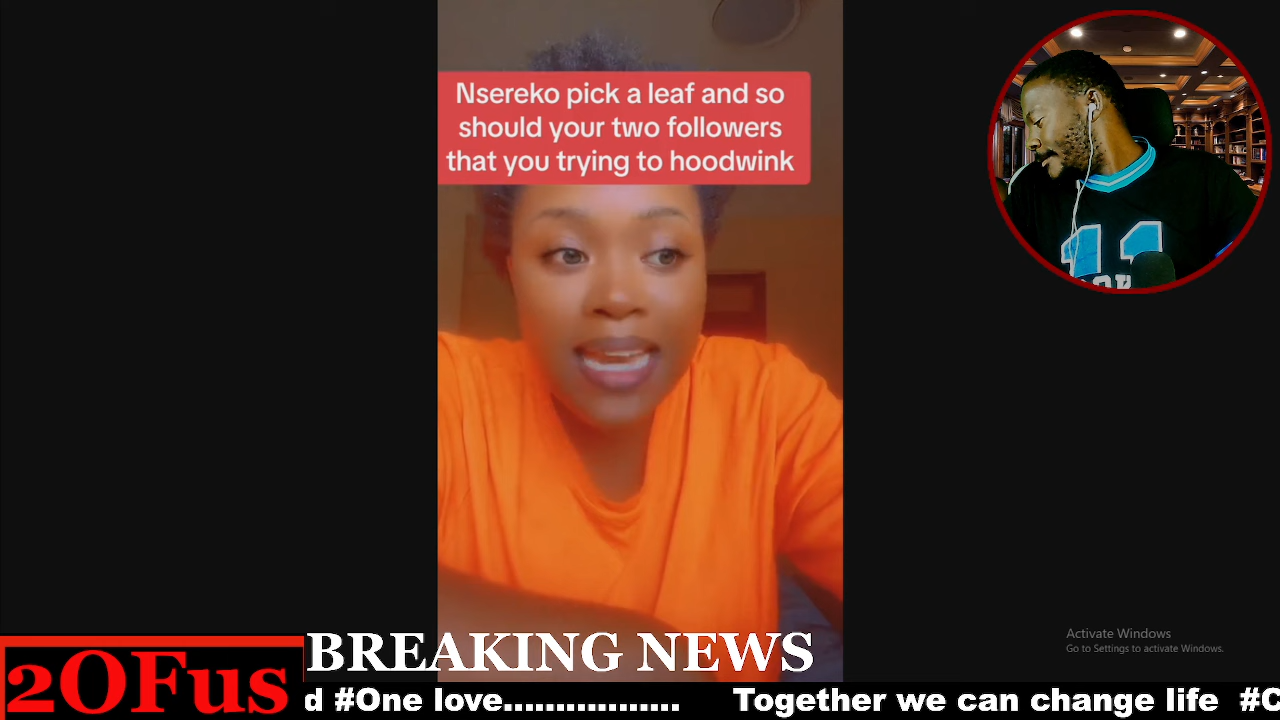 Nsereko pick a leaf and so
should your two followers
that you trying to hoodwink
11
Activate Windows
Go to Settings to activate Windows.
BREAKING NEWS
2OFus
d #One love................. Together we can change life #C